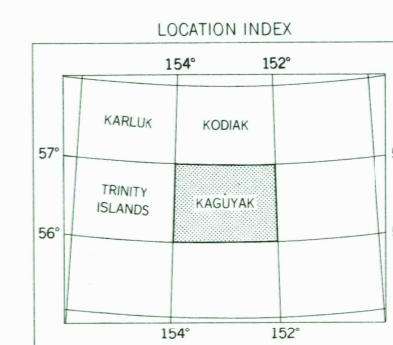 LOCATION INDEX
154° 152°
KARLUK KODIAK
57°
TRINITY
ISLANDS
KAGUYAK
56°
154° 152°